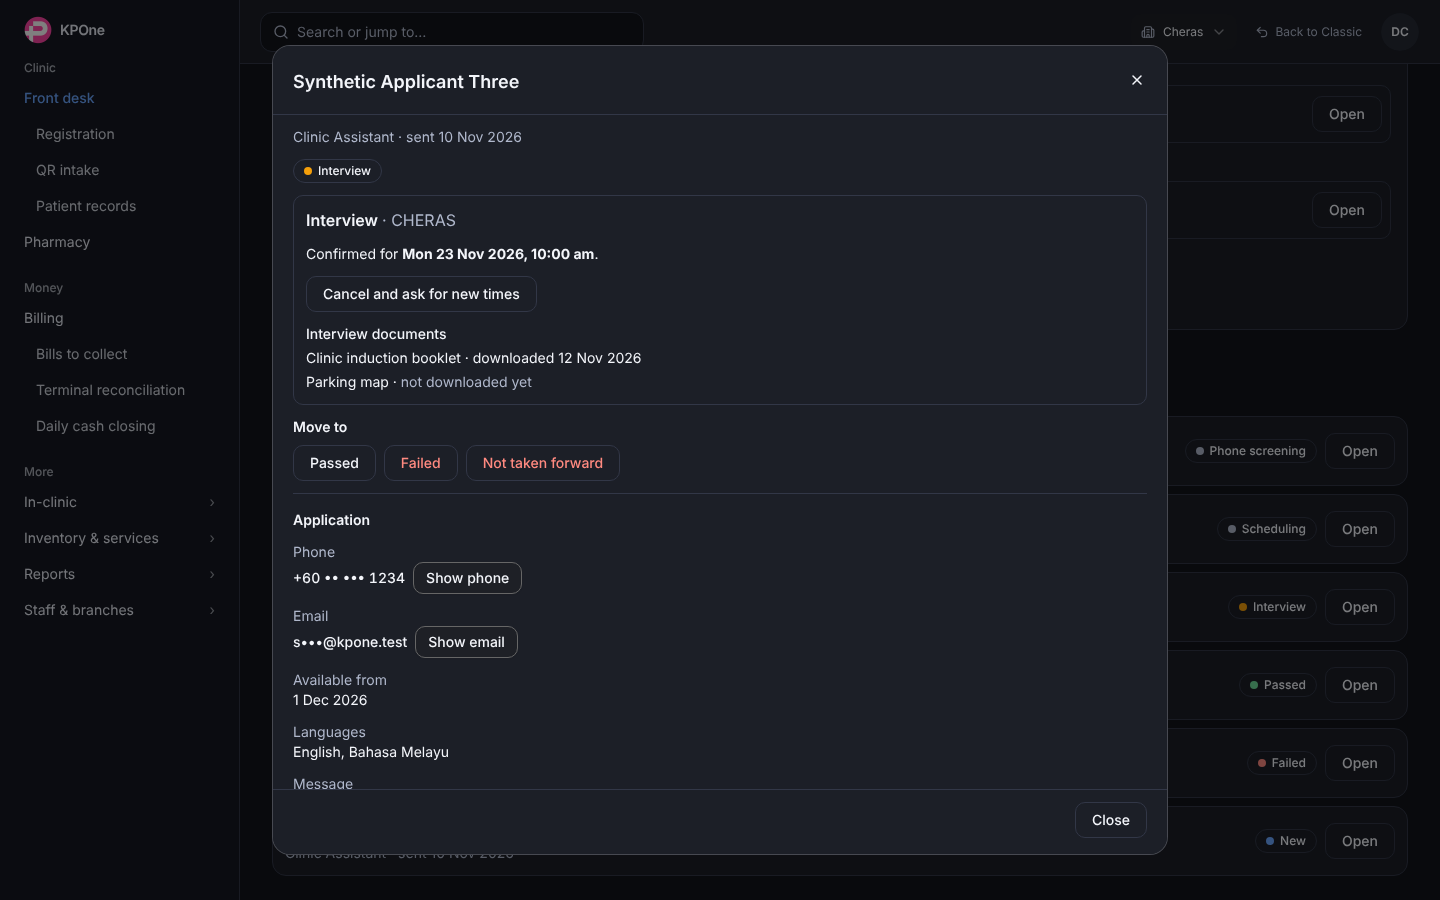 KPOne
Search or jump to...
Cheras
Back to Classic
DC
Clinic
Front desk
Registration
QR intake
Patient records
Pharmacy
Money
Billing
Bills to collect
Terminal reconciliation
Daily cash closing
More
In-clinic
Inventory & services
Reports
Staff & branches
Synthetic Applicant Three
Clinic Assistant · sent 10 Nov 2026
Interview
Interview · CHERAS
Confirmed for Mon 23 Nov 2026, 10:00 am.
Cancel and ask for new times
Interview documents
Clinic induction booklet · downloaded 12 Nov 2026
Parking map · not downloaded yet
Move to
Passed
Failed
Not taken forward
Application
Phone
+60 •• ••• 1234
Show phone
Email
s•••@kpone.test
Show email
Available from
1 Dec 2026
Languages
English, Bahasa Melayu
Message
Close
Open
Open
Phone screening
Open
Scheduling
Open
Interview
Open
Passed
Open
Failed
Open
New
Open
Clinic Assistant · sent 10 Nov 2026